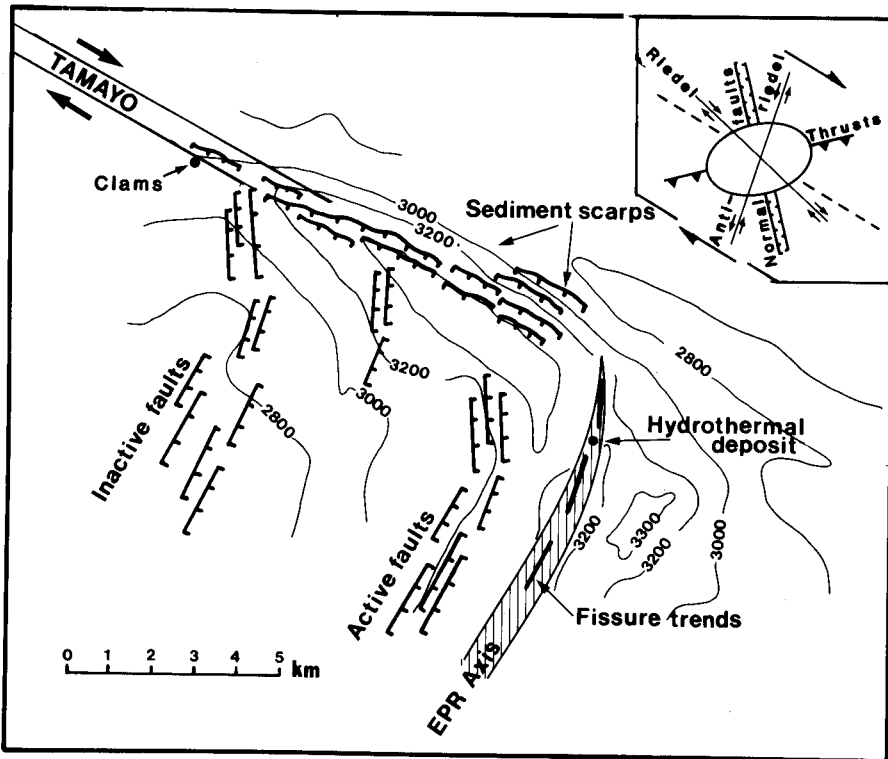 TAMAYO
Clams
3000
3200
Sediment scarps
Riedel
faults
riedel
Thrusts
Anti-
Normal
2800
3200
3000
2800
Inactive faults
Hydrothermal
deposit
Active faults
3200
3300
3200
3000
Fissure trends
EPR Axis
0 1 2 3 4 5 km